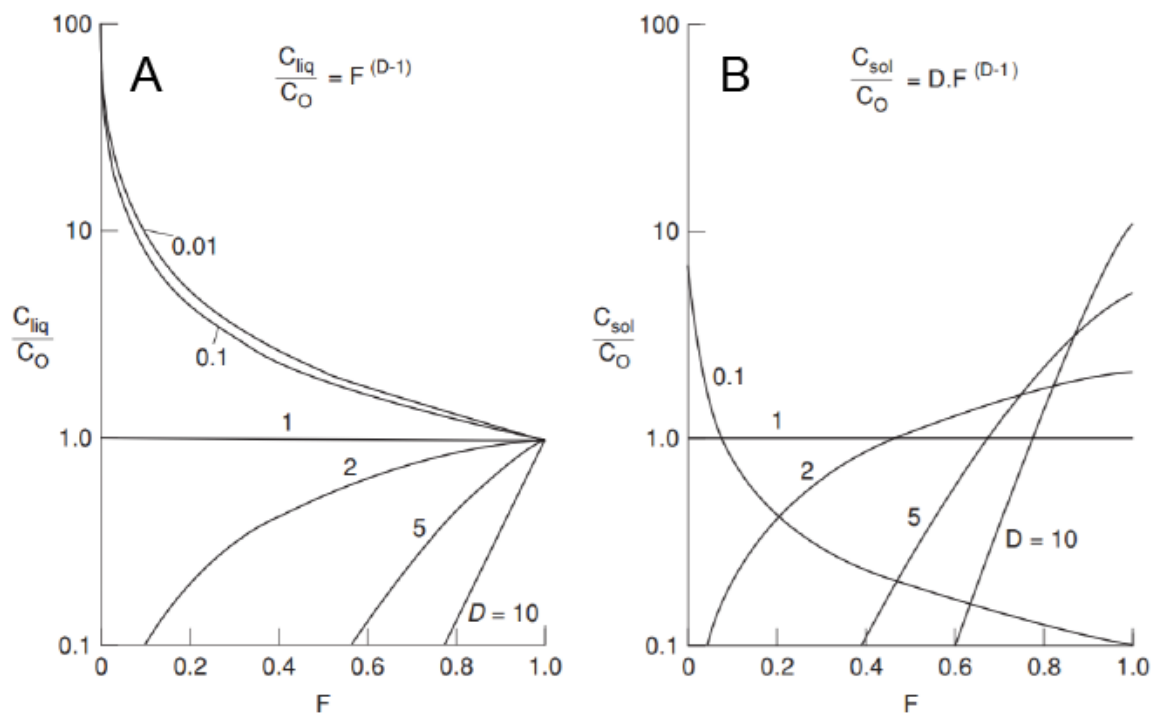 A
C_liq / C_O = F^(D-1)
100
10
1.0
0.1
C_liq / C_O
0.01
0.1
1
2
5
D = 10
0 0.2 0.4 0.6 0.8 1.0
F
B
C_sol / C_O = D.F^(D-1)
100
10
1.0
0.1
C_sol / C_O
0.1
1
2
5
D = 10
0 0.2 0.4 0.6 0.8 1.0
F